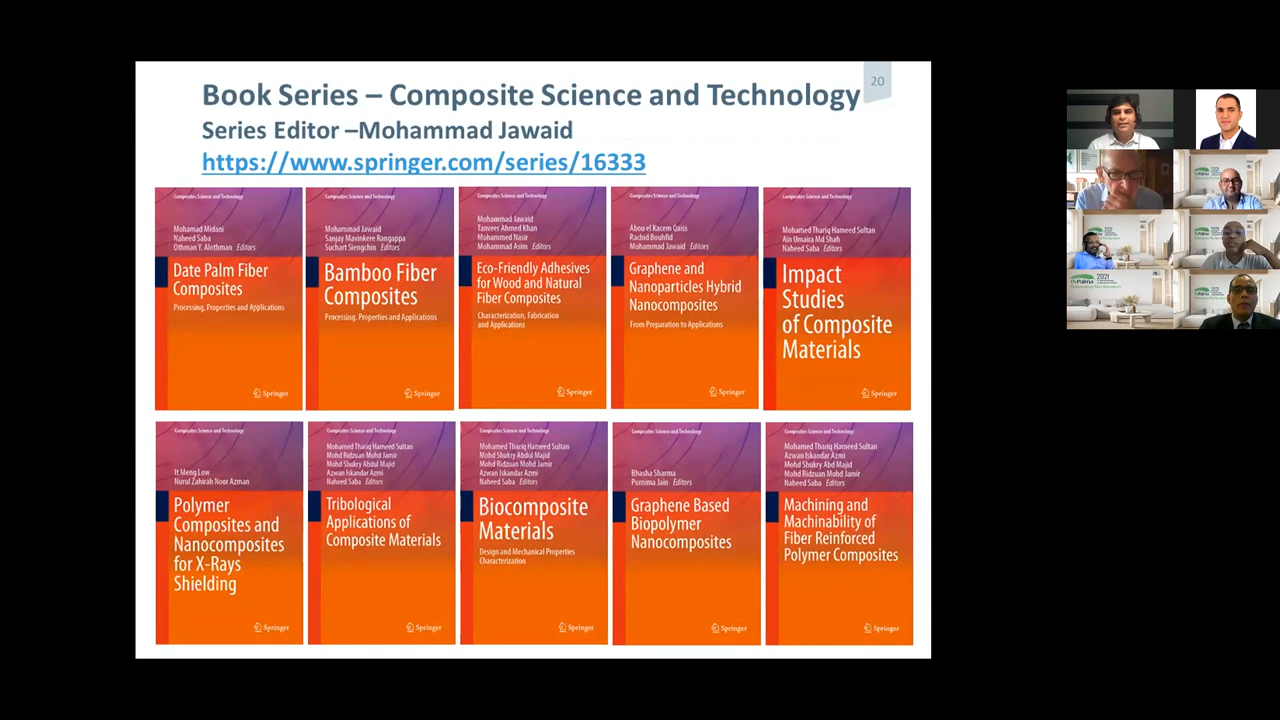 Book Series – Composite Science and Technology
20
Series Editor –Mohammad Jawaid
https://www.springer.com/series/16333
Composites Science and Technology
Mohamad Midani
Naheed Saba
Othman Y. Alothman Editors
Date Palm Fiber
Composites
Processing, Properties and Applications
Springer
Composites Science and Technology
Mohammad Jawaid
Sanjay Mavinkere Rangappa
Suchart Siengchin Editors
Bamboo Fiber
Composites
Processing, Properties and Applications
Springer
Composites Science and Technology
Mohammad Jawaid
Tanveer Ahmed Khan
Mohammed Nasir
Mohammad Asim Editors
Eco-Friendly Adhesives
for Wood and Natural
Fiber Composites
Characterization, Fabrication
and Applications
Springer
Composites Science and Technology
Abou el Kacem Qaiss
Rachid Bouhfid
Mohammad Jawaid Editors
Graphene and
Nanoparticles Hybrid
Nanocomposites
From Preparation to Applications
Springer
Composites Science and Technology
Mohamed Thariq Hameed Sultan
Ain Umaira Md Shah
Naheed Saba Editors
Impact
Studies
of Composite
Materials
Springer
Composites Science and Technology
It Meng Low
Nurul Zahirah Noor Azman
Polymer
Composites and
Nanocomposites
for X-Rays
Shielding
Springer
Composites Science and Technology
Mohamed Thariq Hameed Sultan
Mohd Ridzuan Mohd Jamir
Mohd Shukry Abdul Majid
Azwan Iskandar Azmi
Naheed Saba Editors
Tribological
Applications of
Composite Materials
Springer
Composites Science and Technology
Mohamed Thariq Hameed Sultan
Mohd Shukry Abdul Majid
Mohd Ridzuan Mohd Jamir
Azwan Iskandar Azmi
Naheed Saba Editors
Biocomposite
Materials
Design and Mechanical Properties
Characterization
Springer
Composites Science and Technology
Bhasha Sharma
Purnima Jain Editors
Graphene Based
Biopolymer
Nanocomposites
Springer
Composites Science and Technology
Mohamed Thariq Hameed Sultan
Azwan Iskandar Azmi
Mohd Shukry Abd Majid
Mohd Ridzuan Mohd Jamir
Naheed Saba Editors
Machining and
Machinability of
Fiber Reinforced
Polymer Composites
Springer
ByPalma
2021